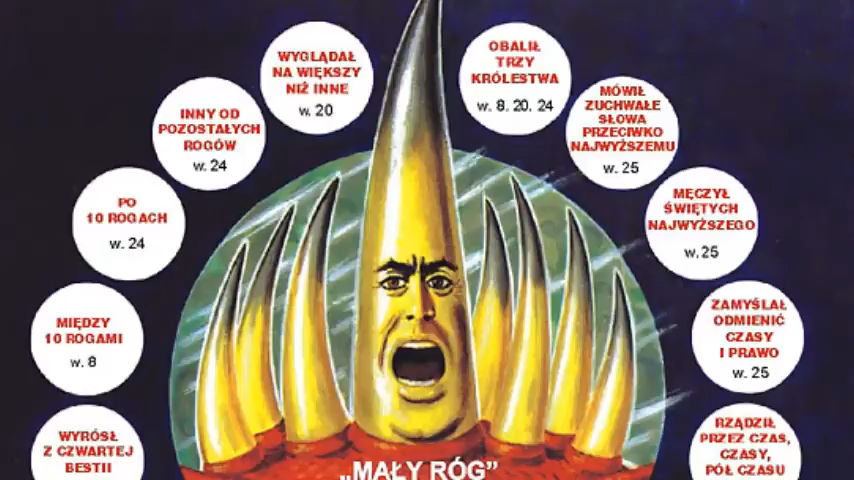 WYGLĄDAŁ
NA WIĘKSZY
NIŻ INNE
w. 20
OBALIŁ
TRZY
KRÓLESTWA
w. 8, 20, 24
INNY OD
POZOSTAŁYCH
ROGÓW
w. 24
MÓWIŁ
ZUCHWAŁE
SŁOWA
PRZECIWKO
NAJWYŻSZEMU
w. 25
PO
10 ROGACH
w. 24
MĘCZYŁ
ŚWIĘTYCH
NAJWYŻSZEGO
w.25
MIĘDZY
10 ROGAMI
w. 8
ZAMYŚLAŁ
ODMIENIĆ
CZASY
I PRAWO
w. 25
WYRÓSŁ
Z CZWARTEJ
BESTII
RZĄDZIŁ
PRZEZ CZAS,
CZASY,
PÓŁ CZASU
„MAŁY RÓG”